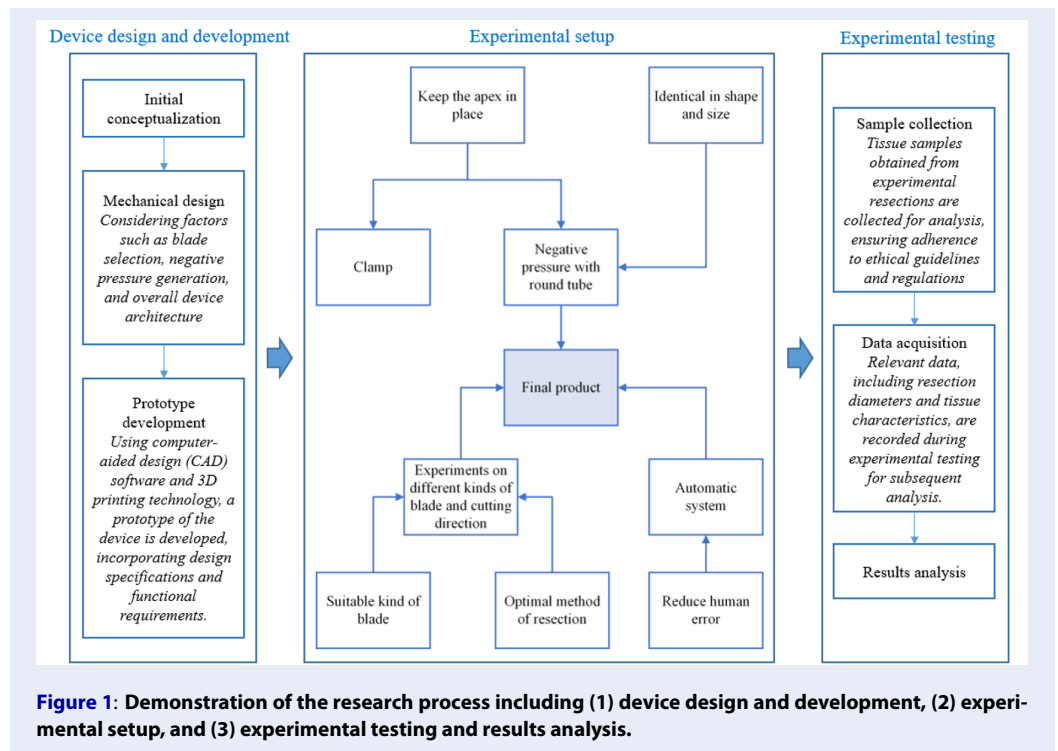 Device design and development
Initial
conceptualization
Mechanical design
Considering factors
such as blade
selection, negative
pressure generation,
and overall device
architecture
Prototype
development
Using computer-
aided design (CAD)
software and 3D
printing technology, a
prototype of the
device is developed,
incorporating design
specifications and
functional
requirements.
Experimental setup
Keep the apex in
place
Identical in shape
and size
Clamp
Negative
pressure with
round tube
Final product
Experiments on
different kinds of
blade and cutting
direction
Automatic
system
Suitable kind of
blade
Optimal method
of resection
Reduce human
error
Experimental testing
Sample collection
Tissue samples
obtained from
experimental
resections are
collected for analysis,
ensuring adherence
to ethical guidelines
and regulations
Data acquisition
Relevant data,
including resection
diameters and tissue
characteristics, are
recorded during
experimental testing
for subsequent
analysis.
Results analysis
Figure 1: Demonstration of the research process including (1) device design and development, (2) experi-
mental setup, and (3) experimental testing and results analysis.